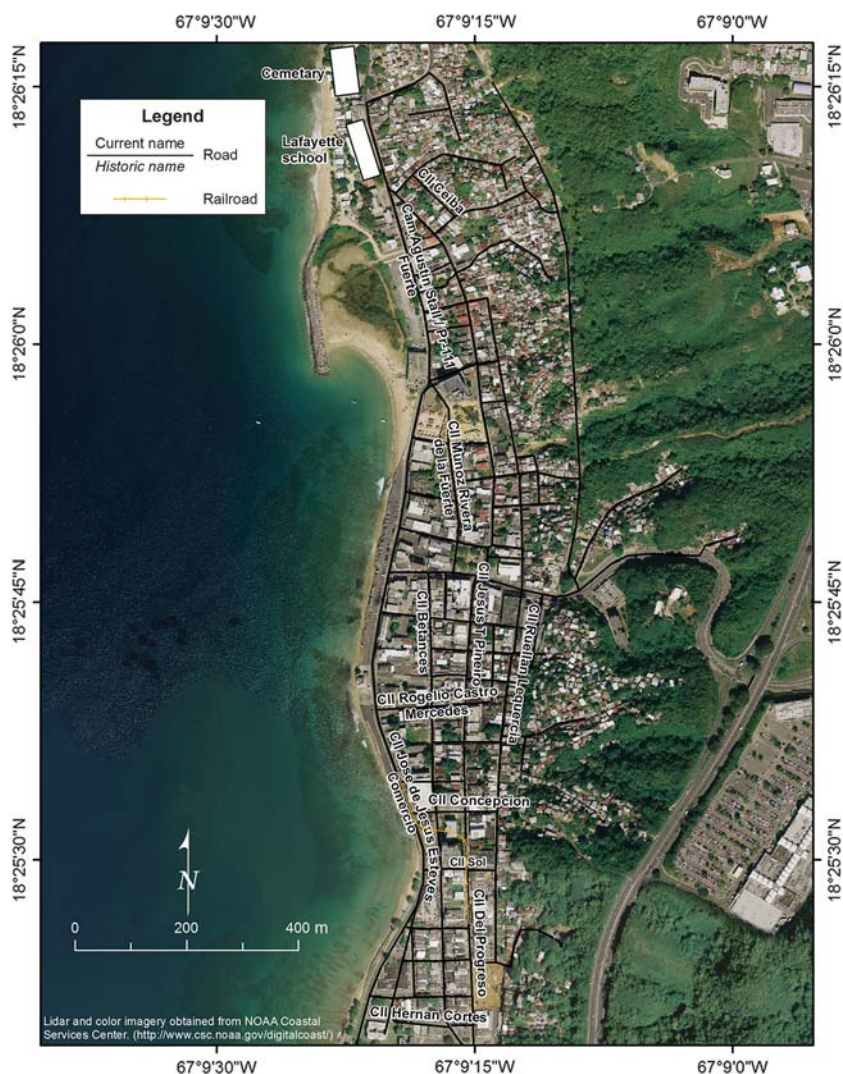 67°9'30"W
67°9'15"W
67°9'0"W
18°26'15"N
18°26'15"N
Cemetary
Legend
Current name
Historic name
Road
Railroad
Lafayette
school
Cll Ceiba
Cam Agustin Stall / Pr-111
Fuerte
18°26'0"N
18°26'0"N
Cll Munoz Rivera
de la Fuerte
18°25'45"N
18°25'45"N
Cll Betances
Cll Jesus T Pineiro
Cll Ruellan Lequercia
Cll Rogelio Castro
Mercedes
Cll Jose de Jesus Esteves
Comercio
Cll Concepcion
18°25'30"N
18°25'30"N
Cll Sol
Cll Del Progreso
N
0 200 400 m
Cll Hernan Cortes
Lidar and color imagery obtained from NOAA Coastal
Services Center. (http://www.csc.noaa.gov/digitalcoast/)
67°9'30"W
67°9'15"W
67°9'0"W